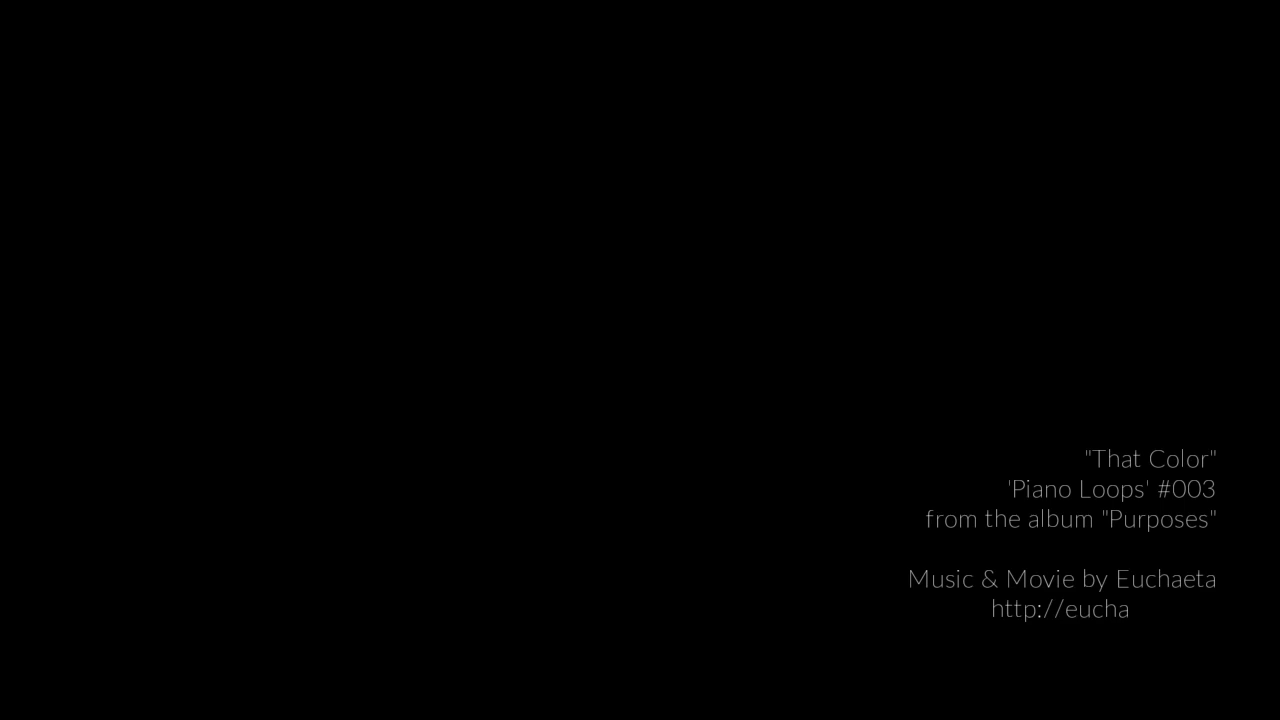 "That Color"
'Piano Loops' #003
from the album "Purposes"
Music & Movie by Euchaeta
http://eucha